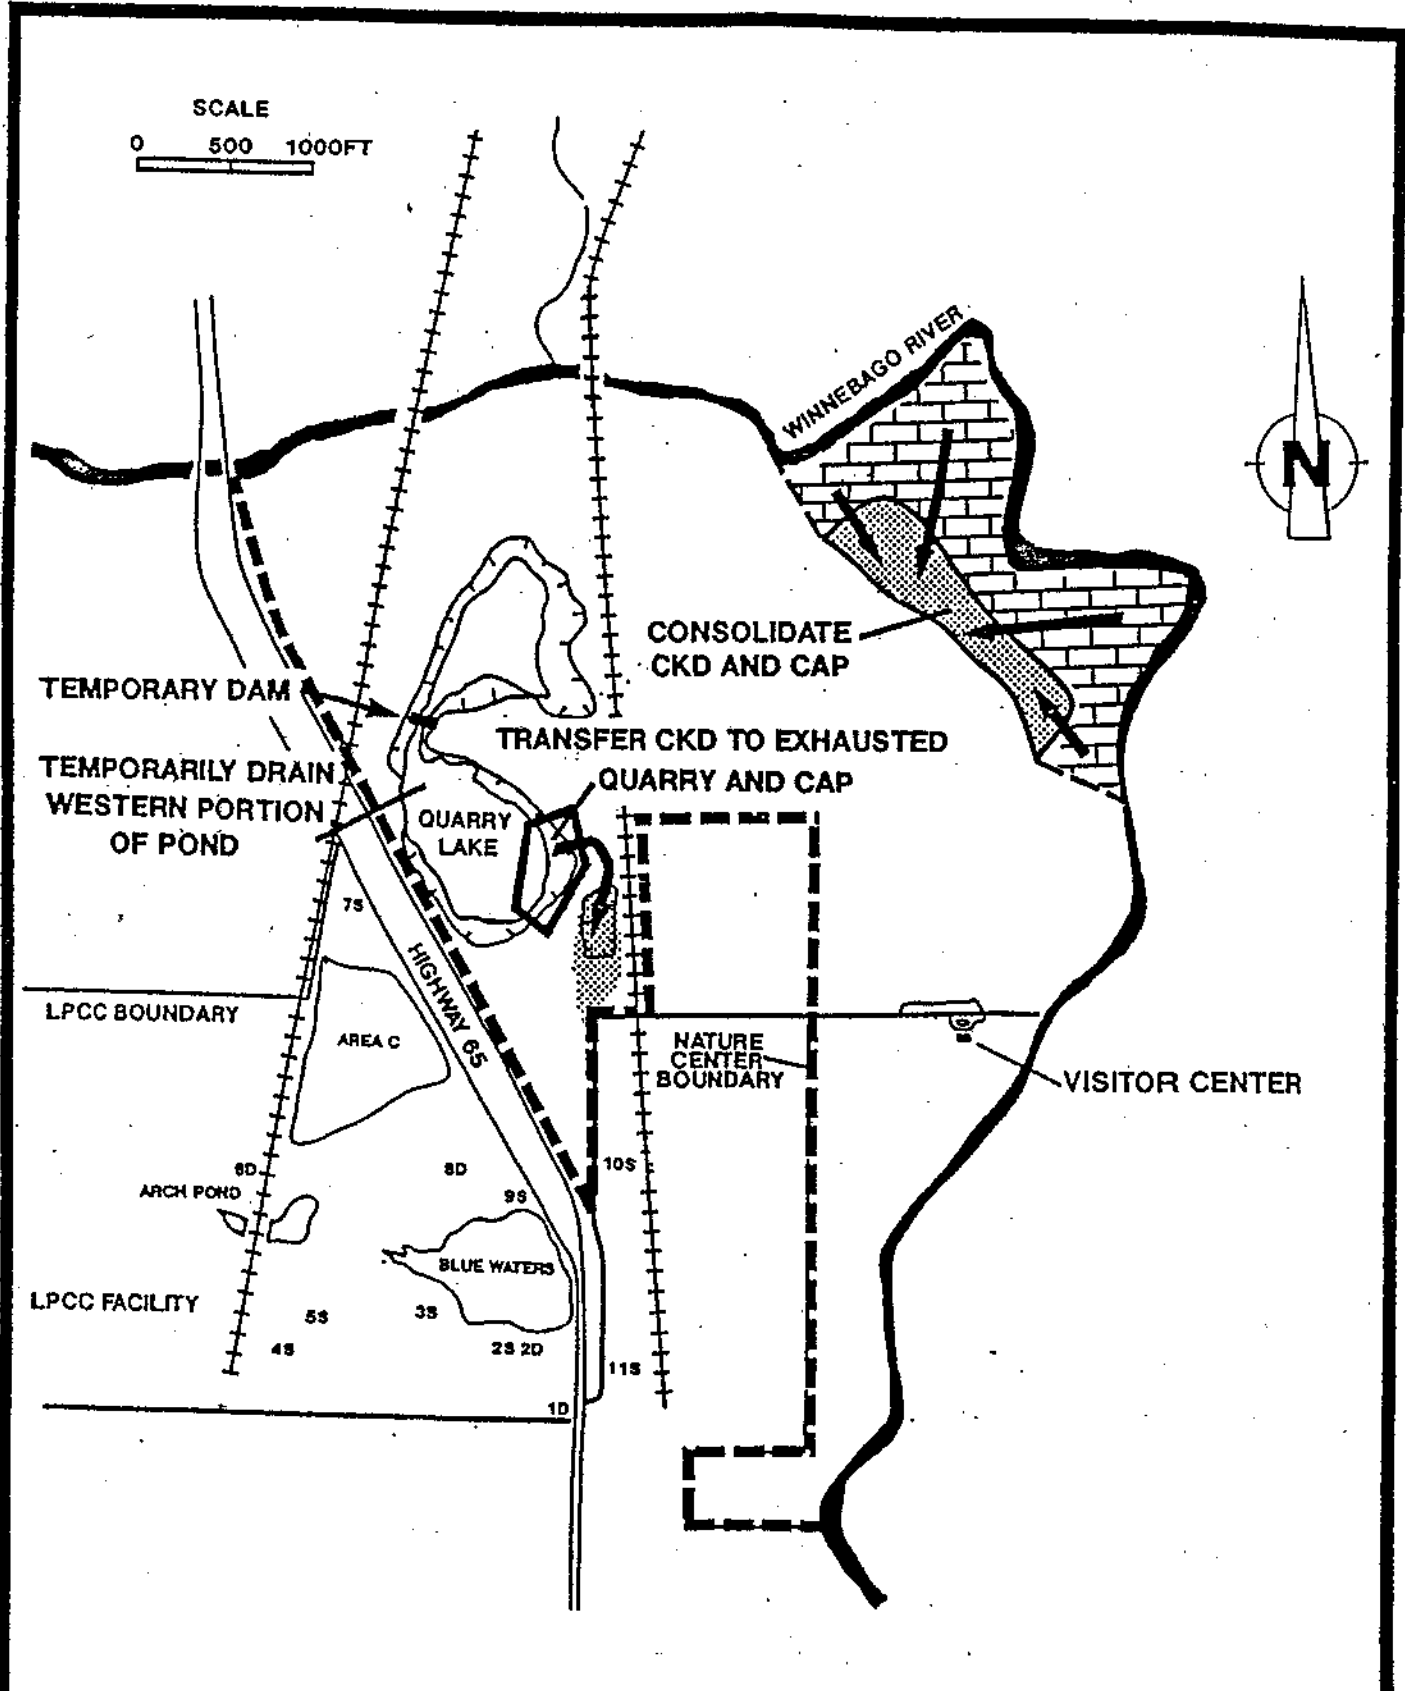 SCALE
0 500 1000FT
WINNEBAGO RIVER
N
CONSOLIDATE
CKD AND CAP
TEMPORARY DAM
TRANSFER CKD TO EXHAUSTED
QUARRY AND CAP
TEMPORARILY DRAIN
WESTERN PORTION
OF POND
QUARRY
LAKE
7S
HIGHWAY 65
LPCC BOUNDARY
AREA C
NATURE
CENTER
BOUNDARY
VISITOR CENTER
6D
8D
10S
ARCH POND
9S
BLUE WATERS
LPCC FACILITY
5S
3S
4S
2S 2D
11S
1D